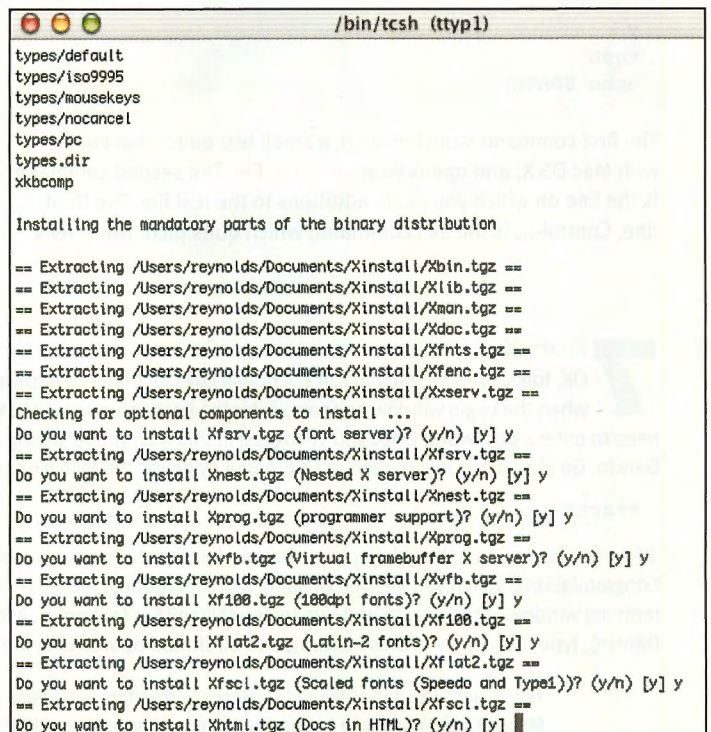 /bin/tcsh (ttyp1)
types/default
types/iso9995
types/mousekeys
types/nocancel
types/pc
types.dir
xkbcomp
Installing the mandatory parts of the binary distribution
== Extracting /Users/reynolds/Documents/Xinstall/Xbin.tgz ==
== Extracting /Users/reynolds/Documents/Xinstall/Xlib.tgz ==
== Extracting /Users/reynolds/Documents/Xinstall/Xman.tgz ==
== Extracting /Users/reynolds/Documents/Xinstall/Xdoc.tgz ==
== Extracting /Users/reynolds/Documents/Xinstall/Xfnts.tgz ==
== Extracting /Users/reynolds/Documents/Xinstall/Xfenc.tgz ==
== Extracting /Users/reynolds/Documents/Xinstall/Xxserv.tgz ==
Checking for optional components to install ...
Do you want to install Xfsrv.tgz (font server)? (y/n) [y] y
== Extracting /Users/reynolds/Documents/Xinstall/Xfsrv.tgz ==
Do you want to install Xnest.tgz (Nested X server)? (y/n) [y] y
== Extracting /Users/reynolds/Documents/Xinstall/Xnest.tgz ==
Do you want to install Xprog.tgz (programmer support)? (y/n) [y] y
== Extracting /Users/reynolds/Documents/Xinstall/Xprog.tgz ==
Do you want to install Xvfb.tgz (Virtual framebuffer X server)? (y/n) [y] y
== Extracting /Users/reynolds/Documents/Xinstall/Xvfb.tgz ==
Do you want to install Xf100.tgz (100dpi fonts)? (y/n) [y] y
== Extracting /Users/reynolds/Documents/Xinstall/Xf100.tgz ==
Do you want to install Xflat2.tgz (Latin-2 fonts)? (y/n) [y] y
== Extracting /Users/reynolds/Documents/Xinstall/Xflat2.tgz ==
Do you want to install Xfscl.tgz (Scaled fonts (Speedo and Type1))? (y/n) [y] y
== Extracting /Users/reynolds/Documents/Xinstall/Xfscl.tgz ==
Do you want to install Xhtml.tgz (Docs in HTML)? (y/n) [y]